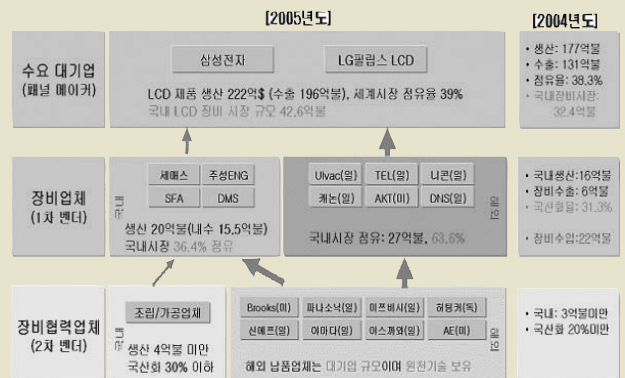 [2005년도]
[2004년도]
수요 대기업
(패널 메이커)
삼성전자
LG필립스 LCD
LCD 제품 생산 222억$ (수출 196억불), 세계시장 점유율 39%
국내 LCD 장비 시장 규모 42.6억불
• 생산: 177억불
• 수출: 131억불
• 점유율: 38.3%
• 국내장비시장:
32.4억불
장비업체
(1차 벤더)
세메스
주성ENG
SFA
DMS
생산 20억불(내수 15.5억불)
국내시장 36.4% 점유
Ulvac(일)
TEL(일)
니콘(일)
캐논(일)
AKT(미)
DNS(일)
해외
국내시장 점유: 27억불, 63.6%
• 국내생산:16억불
• 장비수출: 6억불
• 국산화율: 31.3%
• 장비수입:22억불
장비협력업체
(2차 벤더)
조립/가공업체
생산 4억불 미만
국산화 30% 이하
Brooks(미)
파나소닉(일)
미쯔비시(일)
허팅커(독)
신메프(일)
야마다(일)
야스까와(일)
AE(미)
해외
해외 납품업체는 대기업 규모이며 원천기술 보유
• 국내: 3억불미만
• 국산화 20%미만